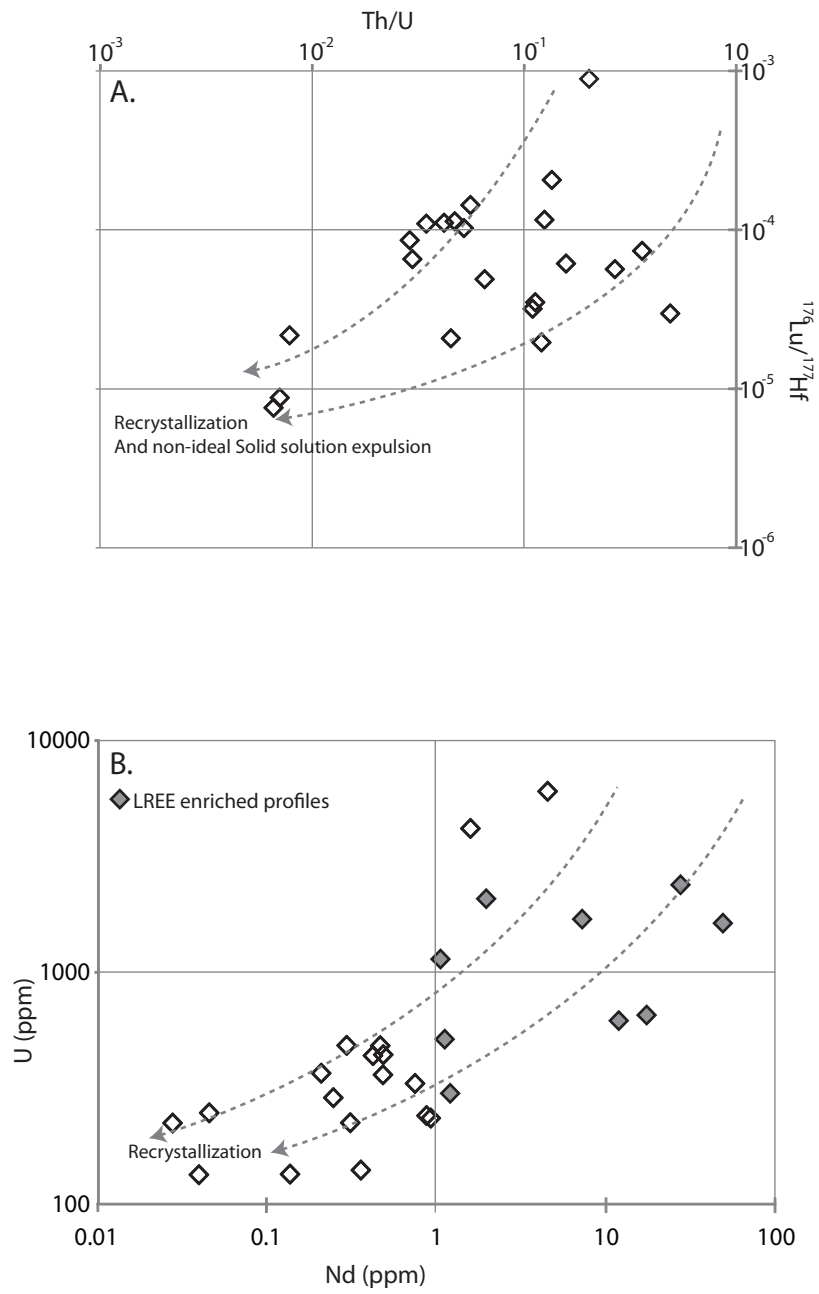 Th/U
10⁻³ 10⁻² 10⁻¹ 10
A.
10⁻³
10⁻⁴
10⁻⁵
10⁻⁶
¹⁷⁶Lu/¹⁷⁷Hf
Recrystallization
And non-ideal Solid solution expulsion
10000
B.
LREE enriched profiles
1000
U (ppm)
Recrystallization
100
0.01 0.1 1 10 100
Nd (ppm)